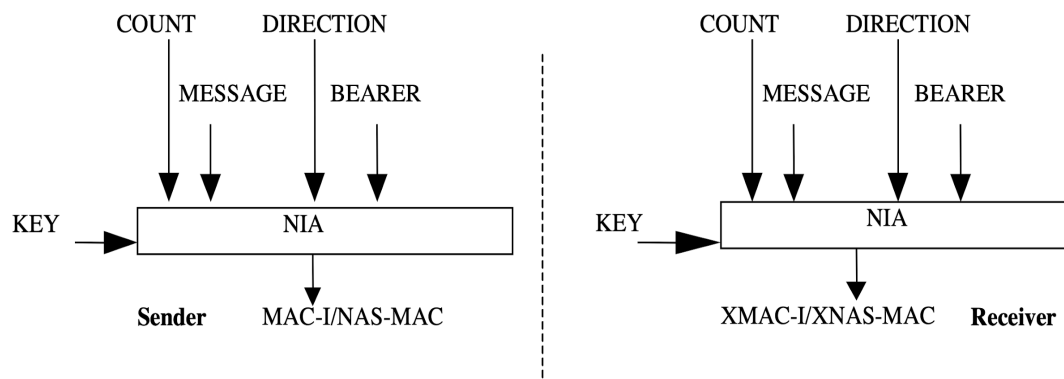 COUNT DIRECTION COUNT DIRECTION
MESSAGE BEARER MESSAGE BEARER
KEY NIA KEY NIA
Sender MAC-I/NAS-MAC XMAC-I/XNAS-MAC Receiver